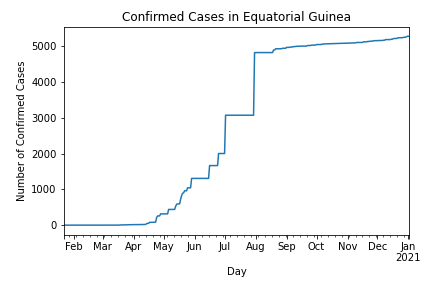 Confirmed Cases in Equatorial Guinea
Number of Confirmed Cases
5000
4000
3000
2000
1000
0
Feb Mar Apr May Jun Jul Aug Sep Oct Nov Dec Jan
2021
Day